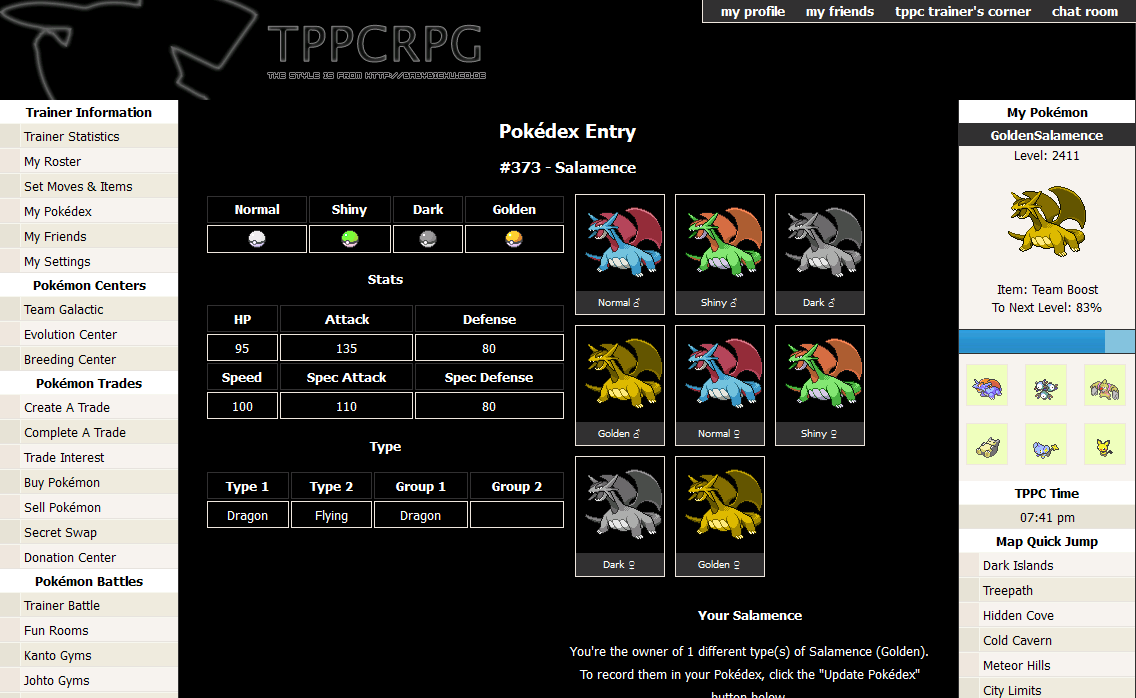 my profile my friends tppc trainer's corner chat room
TPPCRPG
THE STYLE IS FROM HTTP://BABYBICHU.CO.DE
Trainer Information
Trainer Statistics
My Roster
Set Moves & Items
My Pokédex
My Friends
My Settings
Pokémon Centers
Team Galactic
Evolution Center
Breeding Center
Pokémon Trades
Create A Trade
Complete A Trade
Trade Interest
Buy Pokémon
Sell Pokémon
Secret Swap
Donation Center
Pokémon Battles
Trainer Battle
Fun Rooms
Kanto Gyms
Johto Gyms
Pokédex Entry
#373 - Salamence
Normal Shiny Dark Golden
Stats
HP Attack Defense
95 135 80
Speed Spec Attack Spec Defense
100 110 80
Type
Type 1 Type 2 Group 1 Group 2
Dragon Flying Dragon
Normal ♂ Shiny ♂ Dark ♂
Golden ♂ Normal ♀ Shiny ♀
Dark ♀ Golden ♀
Your Salamence
You're the owner of 1 different type(s) of Salamence (Golden).
To record them in your Pokédex, click the "Update Pokédex"
button below
My Pokémon
GoldenSalamence
Level: 2411
Item: Team Boost
To Next Level: 83%
TPPC Time
07:41 pm
Map Quick Jump
Dark Islands
Treepath
Hidden Cove
Cold Cavern
Meteor Hills
City Limits